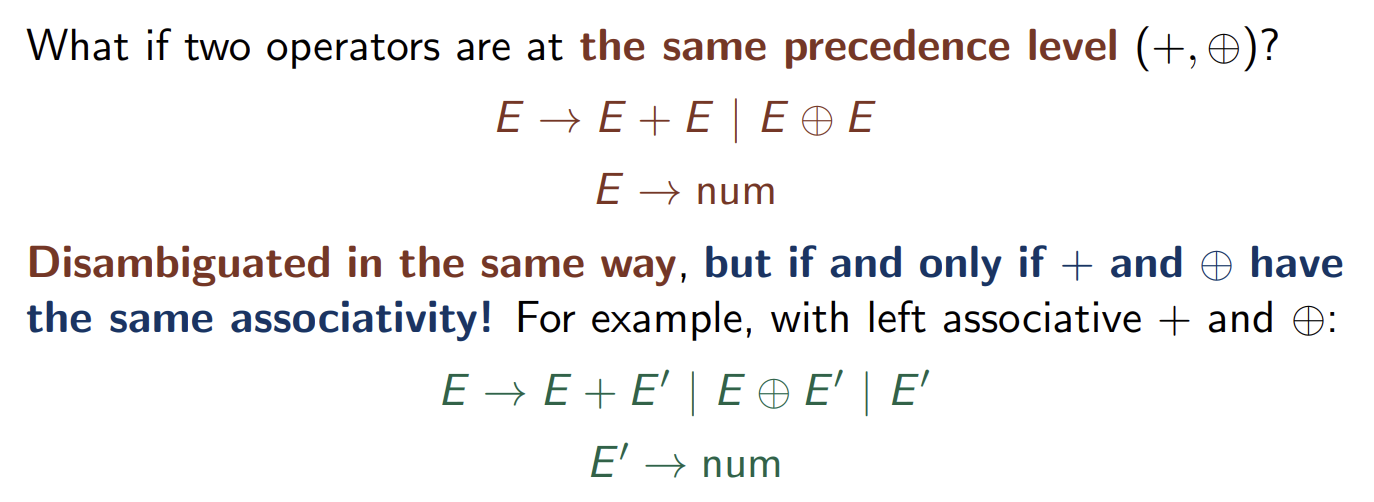 What if two operators are at the same precedence level (+, ⊕)?
E → E + E | E ⊕ E
E → num
Disambiguated in the same way, but if and only if + and ⊕ have
the same associativity! For example, with left associative + and ⊕:
E → E + E′ | E ⊕ E′ | E′
E′ → num